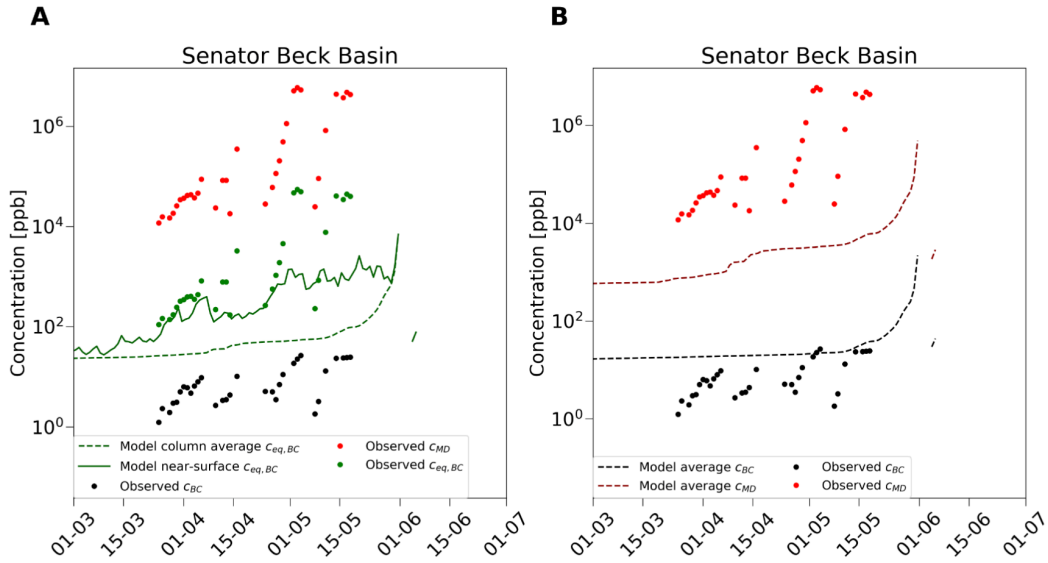 A
B
Senator Beck Basin
Senator Beck Basin
Concentration [ppb]
10^6
10^4
10^2
10^0
Model column average c_eq,BC
Model near-surface c_eq,BC
Observed c_BC
Observed c_MD
Observed c_eq,BC
01-03
15-03
01-04
15-04
01-05
15-05
01-06
15-06
01-07
Concentration [ppb]
10^6
10^4
10^2
10^0
Model average c_BC
Model average c_MD
Observed c_BC
Observed c_MD
01-03
15-03
01-04
15-04
01-05
15-05
01-06
15-06
01-07